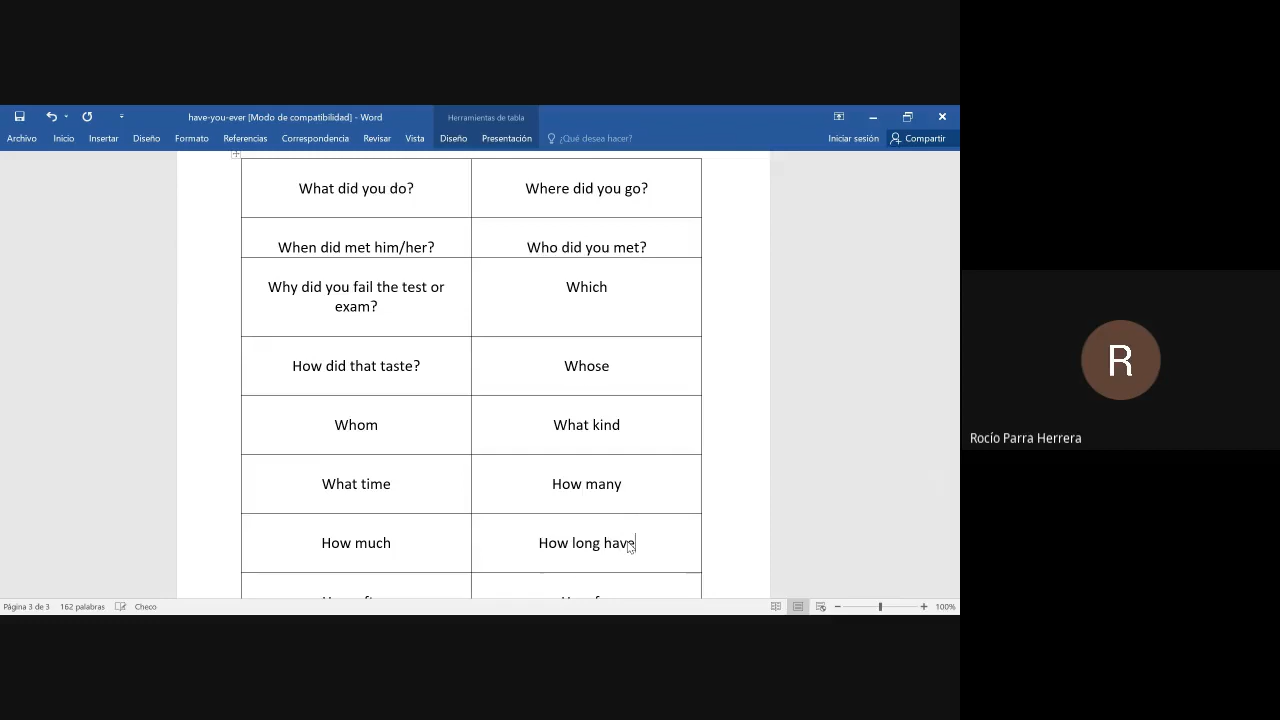 have-you-ever [Modo de compatibilidad] - Word
Herramientas de tabla
Archivo Inicio Insertar Diseño Formato Referencias Correspondencia Revisar Vista Diseño Presentación ¿Qué desea hacer? Iniciar sesión Compartir
What did you do? Where did you go?
When did met him/her? Who did you met?
Why did you fail the test or
exam?
Which
How did that taste? Whose
Whom What kind
What time How many
How much How long have
R
Rocío Parra Herrera
Página 3 de 3 162 palabras Checo 100%